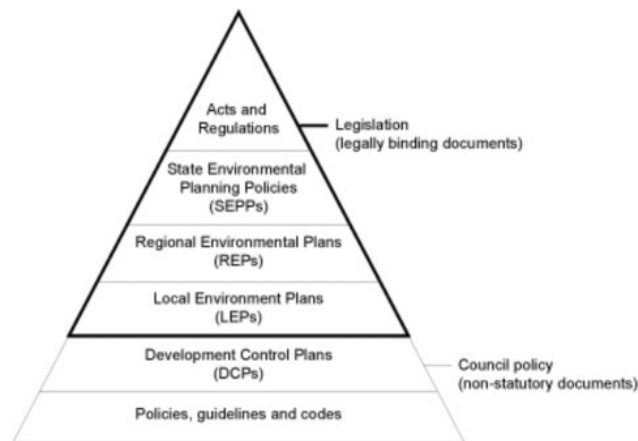 Acts and
Regulations
Legislation
(legally binding documents)
State Environmental
Planning Policies
(SEPPs)
Regional Environmental Plans
(REPs)
Local Environment Plans
(LEPs)
Development Control Plans
(DCPs)
Council policy
(non-statutory documents)
Policies, guidelines and codes